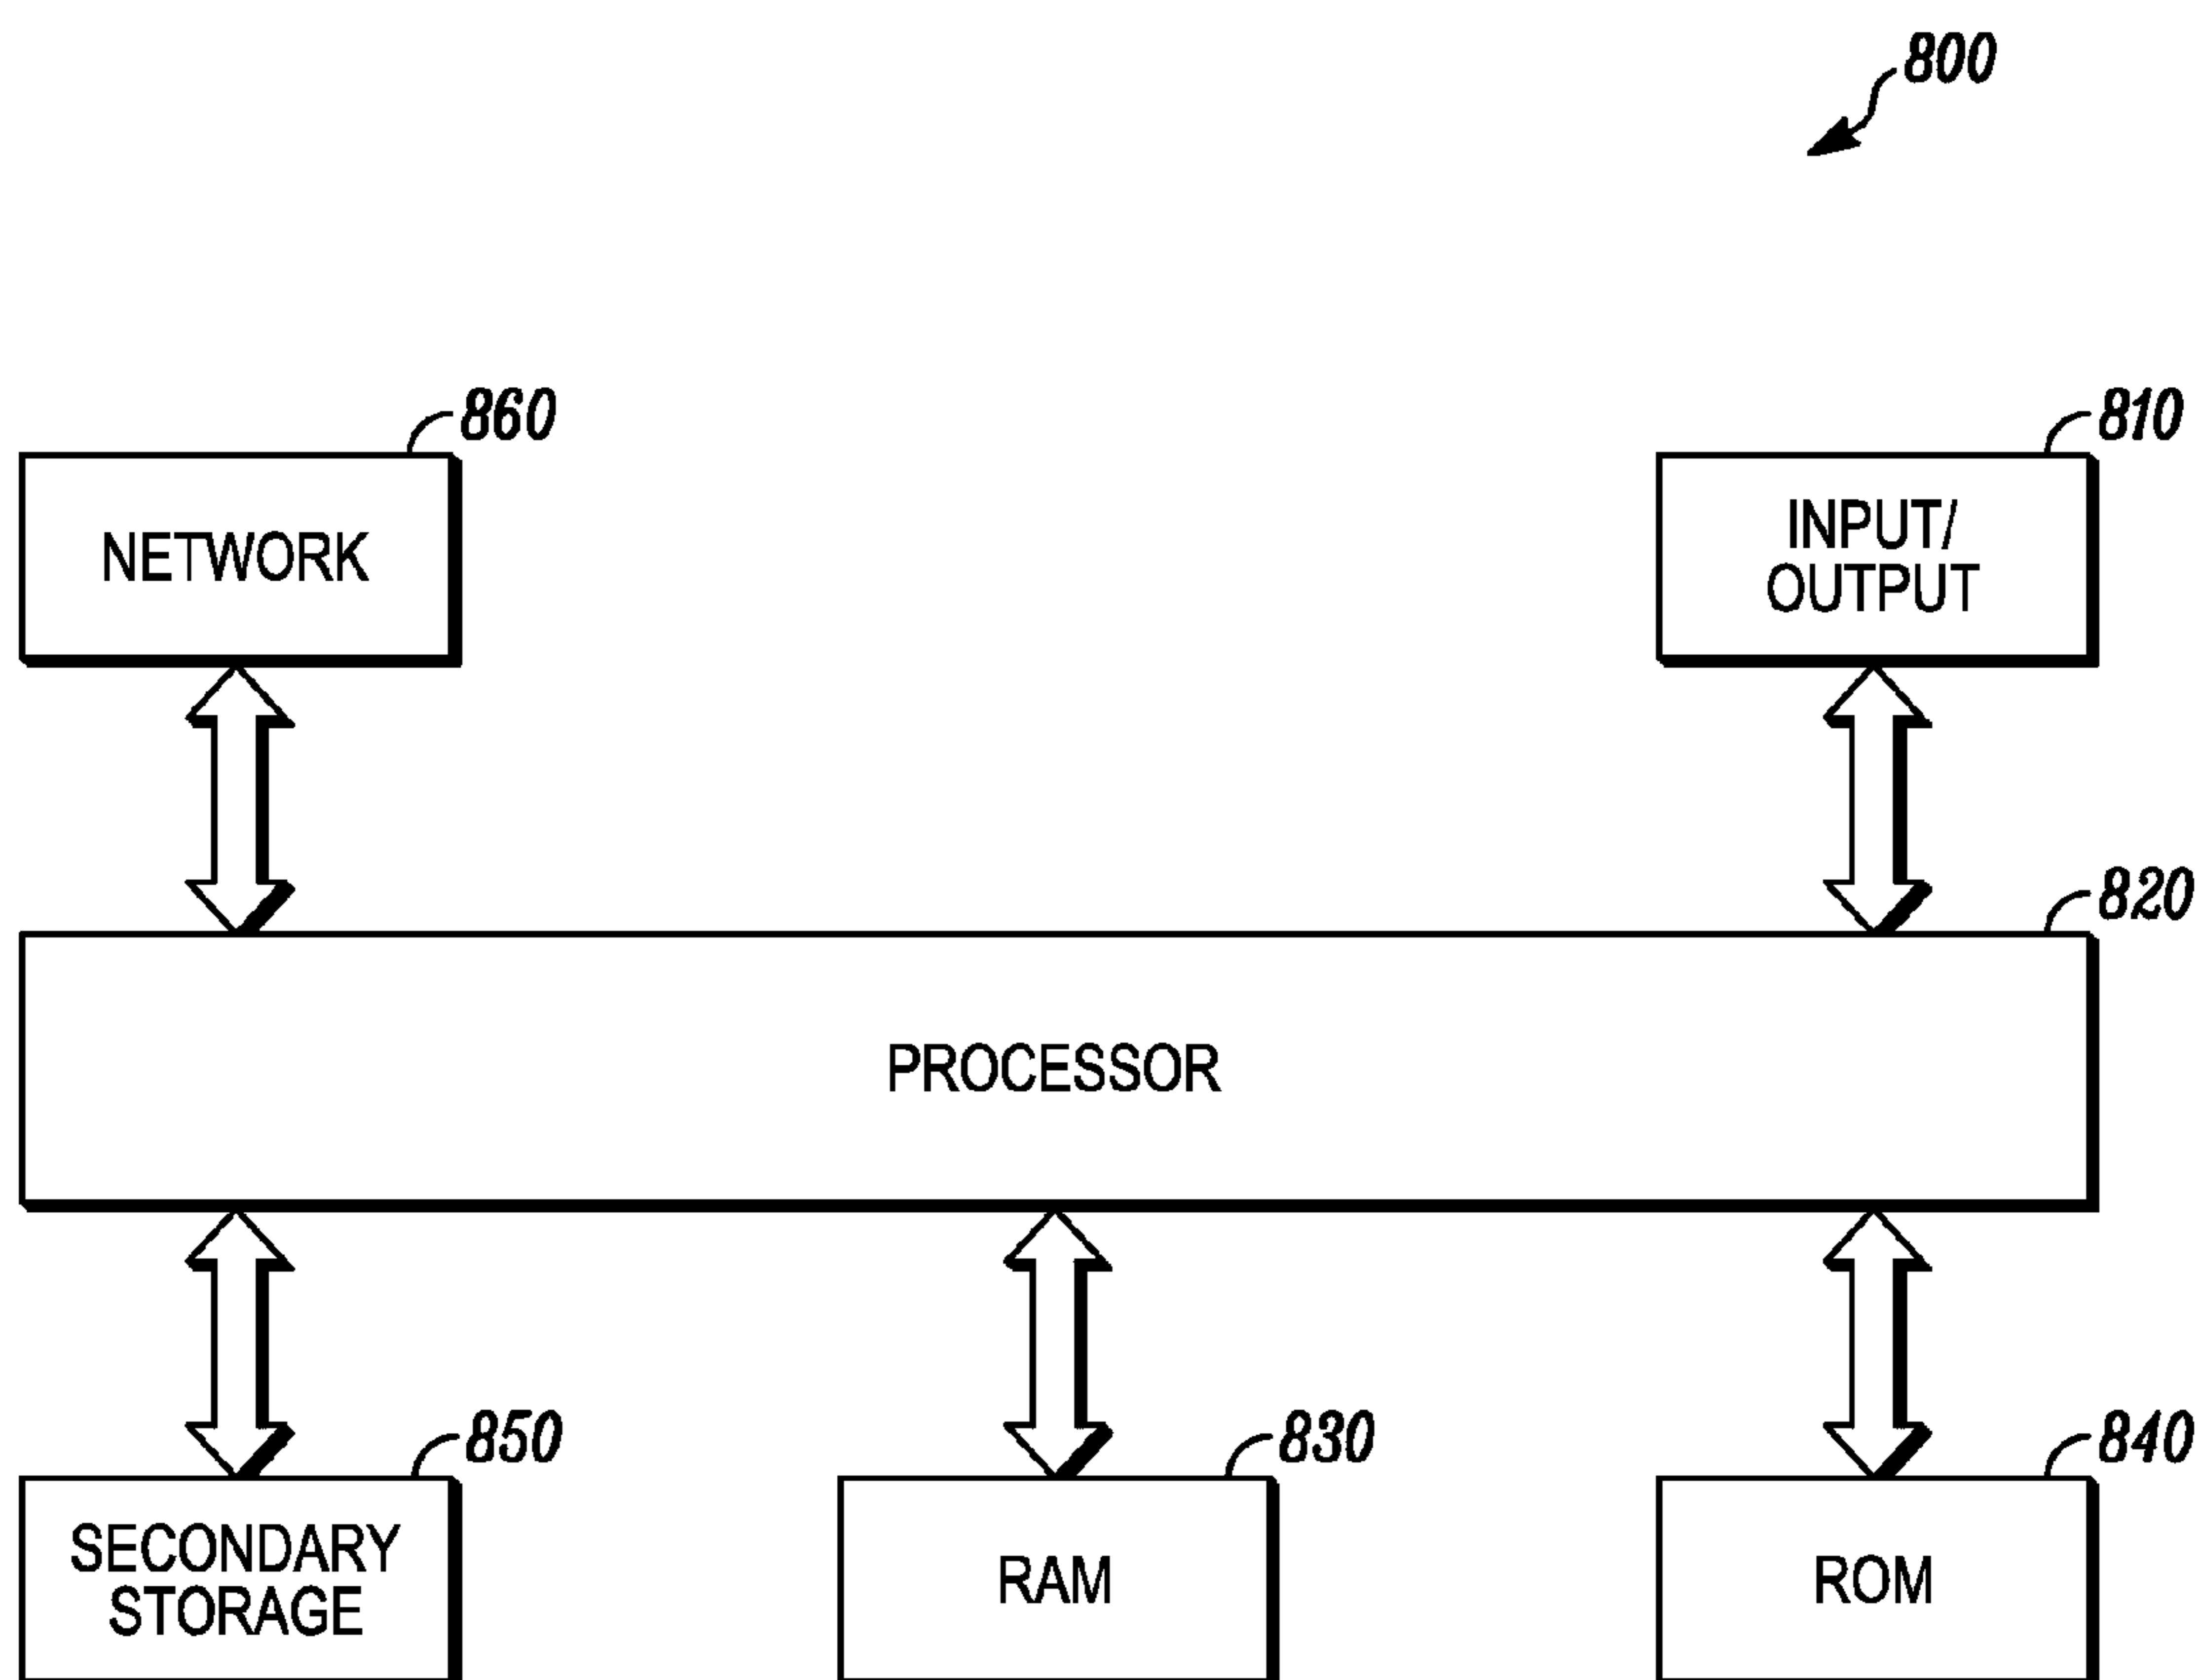 800
860
810
NETWORK
INPUT/
OUTPUT
820
PROCESSOR
850
830
840
SECONDARY
STORAGE
RAM
ROM